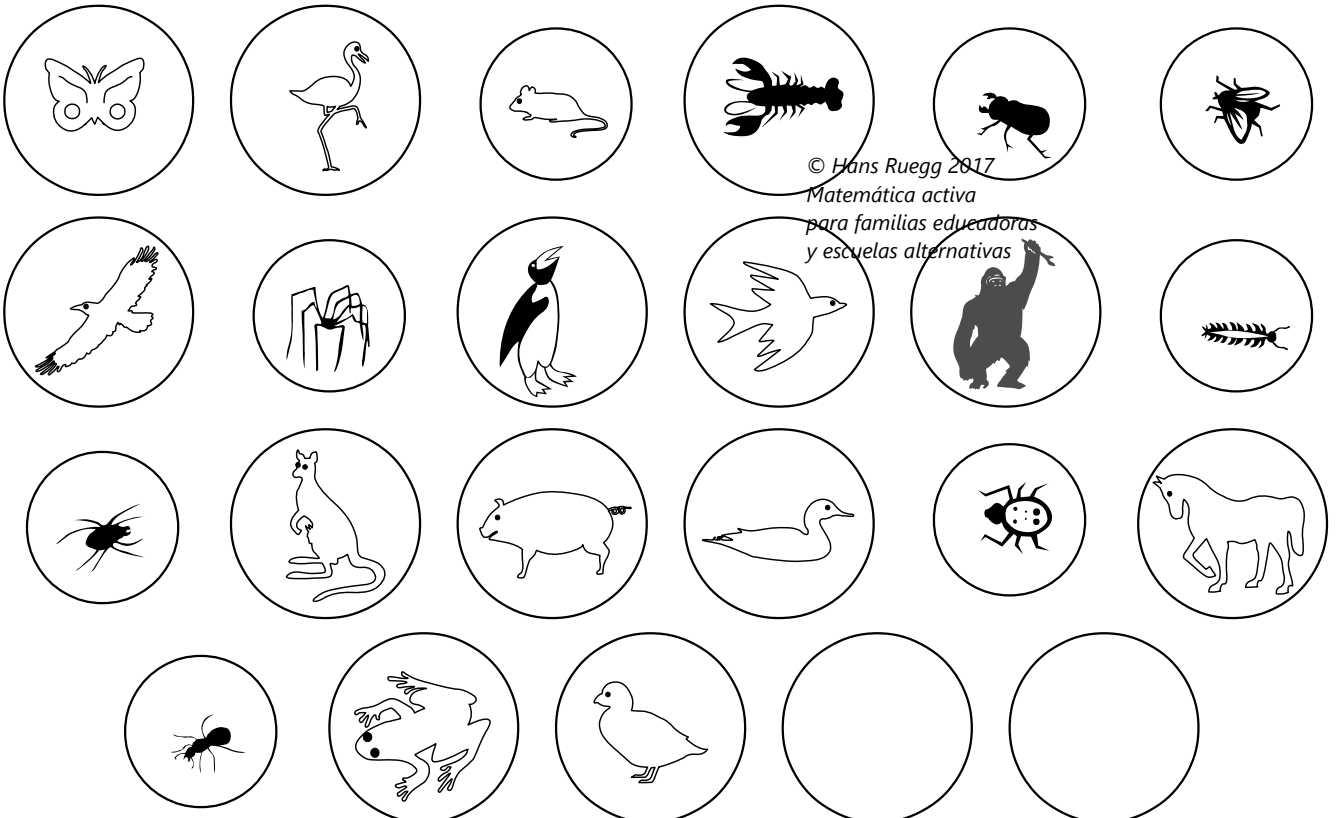 © Hans Ruegg 2017
Matemática activa
para familias educadoras
y escuelas alternativas